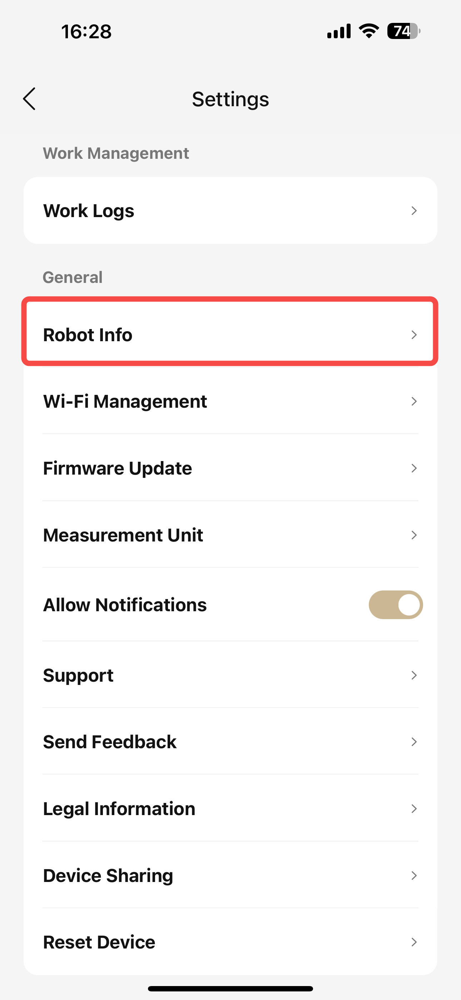 16:28
74
Settings
Work Management
Work Logs
General
Robot Info
Wi-Fi Management
Firmware Update
Measurement Unit
Allow Notifications
Support
Send Feedback
Legal Information
Device Sharing
Reset Device